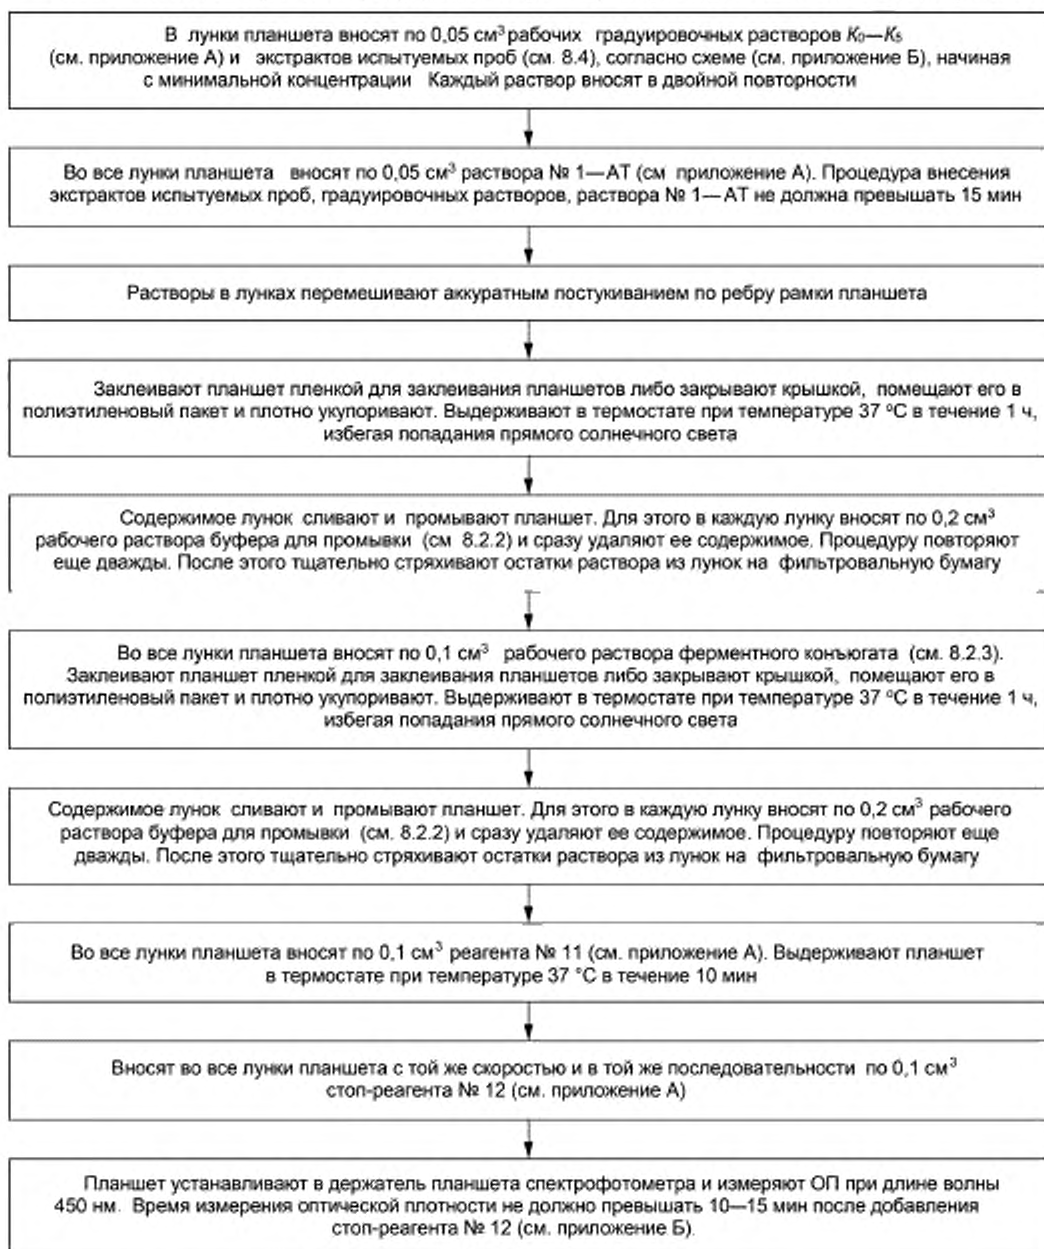 В лунки планшета вносят по 0,05 см³ рабочих градуировочных растворов K₀—K₅
(см. приложение А) и экстрактов испытуемых проб (см. 8.4), согласно схеме (см. приложение Б), начиная
с минимальной концентрации Каждый раствор вносят в двойной повторности
Во все лунки планшета вносят по 0,05 см³ раствора № 1—АТ (см приложение А). Процедура внесения
экстрактов испытуемых проб, градуировочных растворов, раствора № 1—АТ не должна превышать 15 мин
Растворы в лунках перемешивают аккуратным постукиванием по ребру рамки планшета
Заклеивают планшет пленкой для заклеивания планшетов либо закрывают крышкой, помещают его в
полиэтиленовый пакет и плотно укупоривают. Выдерживают в термостате при температуре 37 °С в течение 1 ч,
избегая попадания прямого солнечного света
Содержимое лунок сливают и промывают планшет. Для этого в каждую лунку вносят по 0,2 см³
рабочего раствора буфера для промывки (см 8.2.2) и сразу удаляют ее содержимое. Процедуру повторяют
еще дважды. После этого тщательно стряхивают остатки раствора из лунок на фильтровальную бумагу
Во все лунки планшета вносят по 0,1 см³ рабочего раствора ферментного конъюгата (см. 8.2.3).
Заклеивают планшет пленкой для заклеивания планшетов либо закрывают крышкой, помещают его в
полиэтиленовый пакет и плотно укупоривают. Выдерживают в термостате при температуре 37 °С в течение 1 ч,
избегая попадания прямого солнечного света
Содержимое лунок сливают и промывают планшет. Для этого в каждую лунку вносят по 0,2 см³ рабочего
раствора буфера для промывки (см. 8.2.2) и сразу удаляют ее содержимое. Процедуру повторяют еще
дважды. После этого тщательно стряхивают остатки раствора из лунок на фильтровальную бумагу
Во все лунки планшета вносят по 0,1 см³ реагента № 11 (см. приложение А). Выдерживают планшет
в термостате при температуре 37 °С в течение 10 мин
Вносят во все лунки планшета с той же скоростью и в той же последовательности по 0,1 см³
стоп-реагента № 12 (см. приложение А)
Планшет устанавливают в держатель планшета спектрофотометра и измеряют ОП при длине волны
450 нм. Время измерения оптической плотности не должно превышать 10—15 мин после добавления
стоп-реагента № 12 (см. приложение Б).